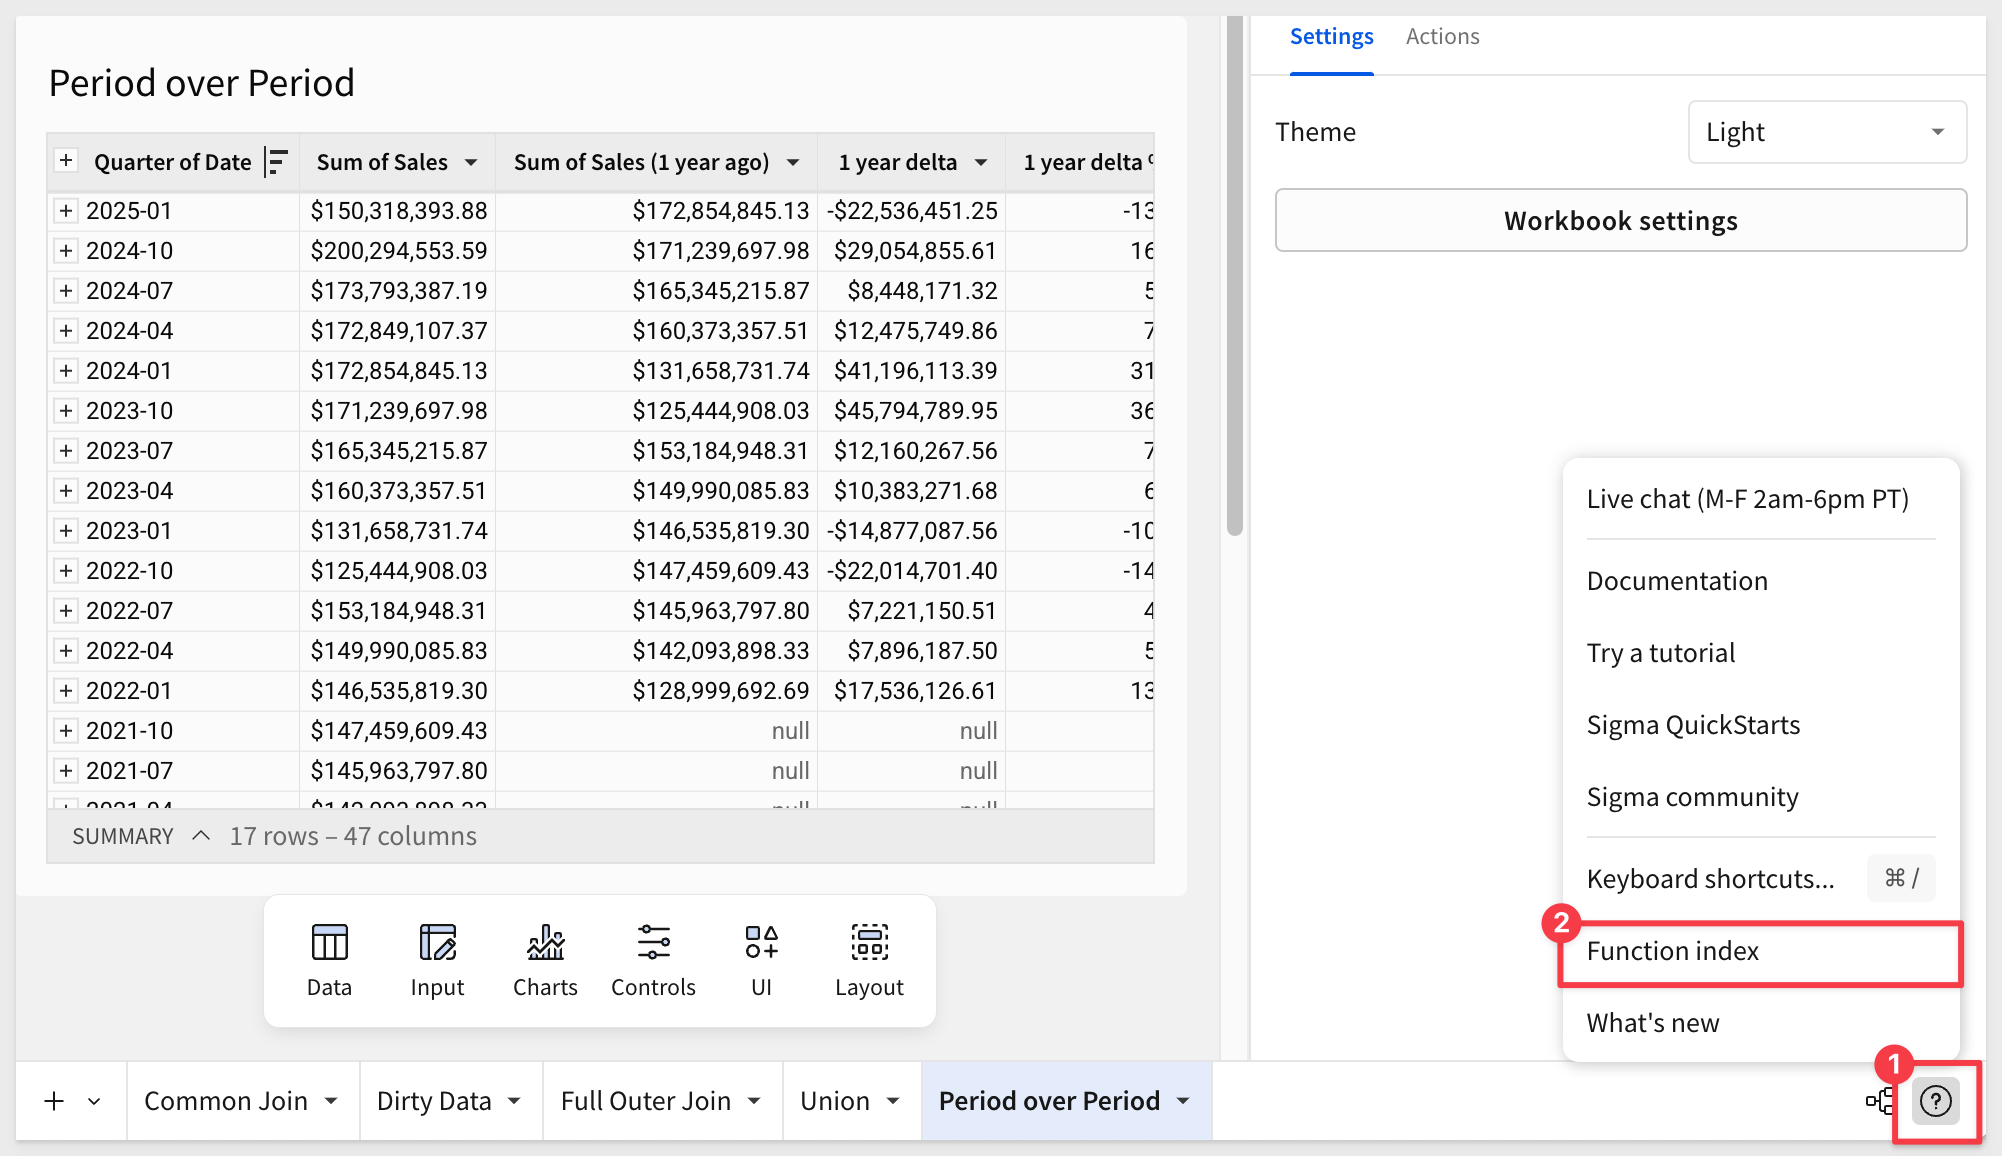 Period over Period
Quarter of Date Sum of Sales Sum of Sales (1 year ago) 1 year delta 1 year delta
2025-01 $150,318,393.88 $172,854,845.13 -$22,536,451.25 -13
2024-10 $200,294,553.59 $171,239,697.98 $29,054,855.61 16
2024-07 $173,793,387.19 $165,345,215.87 $8,448,171.32 5
2024-04 $172,849,107.37 $160,373,357.51 $12,475,749.86 7
2024-01 $172,854,845.13 $131,658,731.74 $41,196,113.39 31
2023-10 $171,239,697.98 $125,444,908.03 $45,794,789.95 36
2023-07 $165,345,215.87 $153,184,948.31 $12,160,267.56 7
2023-04 $160,373,357.51 $149,990,085.83 $10,383,271.68 6
2023-01 $131,658,731.74 $146,535,819.30 -$14,877,087.56 -10
2022-10 $125,444,908.03 $147,459,609.43 -$22,014,701.40 -14
2022-07 $153,184,948.31 $145,963,797.80 $7,221,150.51 4
2022-04 $149,990,085.83 $142,093,898.33 $7,896,187.50 5
2022-01 $146,535,819.30 $128,999,692.69 $17,536,126.61 13
2021-10 $147,459,609.43 null null
2021-07 $145,963,797.80 null null
SUMMARY 17 rows – 47 columns
Data Input Charts Controls UI Layout
Common Join Dirty Data Full Outer Join Union Period over Period
Settings Actions
Theme Light
Workbook settings
Live chat (M-F 2am-6pm PT)
Documentation
Try a tutorial
Sigma QuickStarts
Sigma community
Keyboard shortcuts... ⌘ /
2
Function index
What's new
1
?